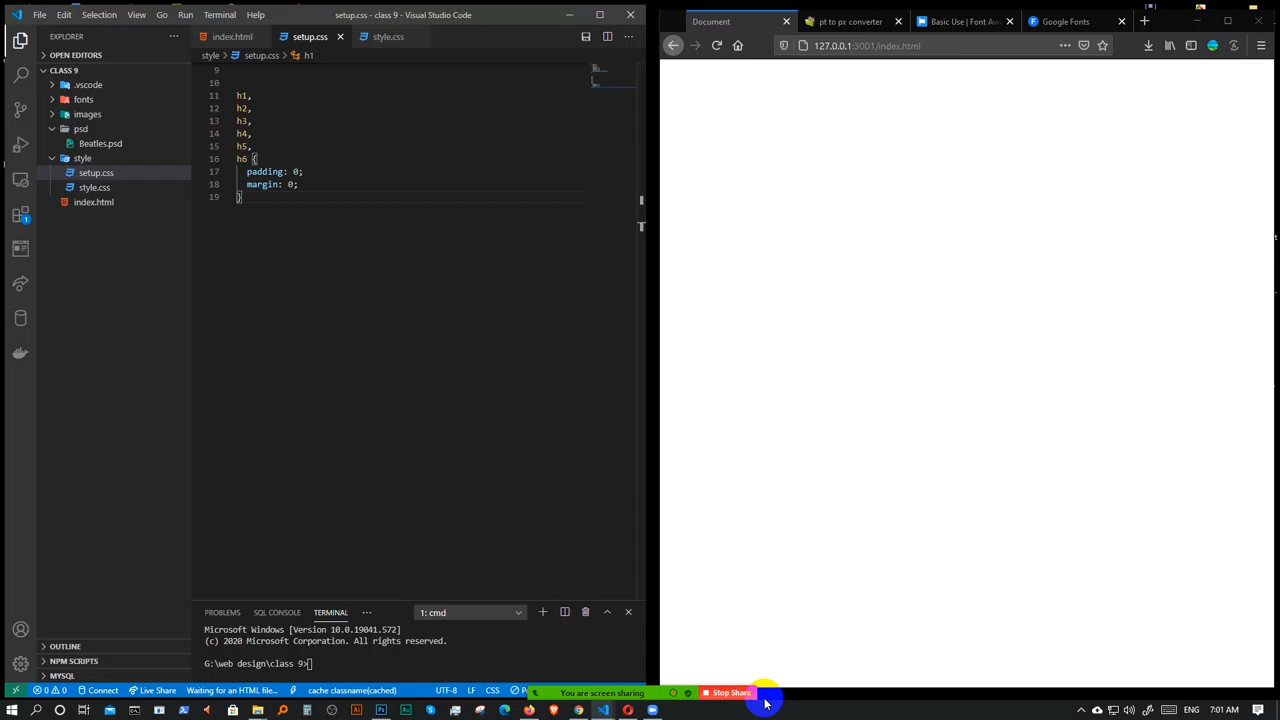 File Edit Selection View Go Run Terminal Help
setup.css - class 9 - Visual Studio Code
EXPLORER
OPEN EDITORS
CLASS 9
.vscode
fonts
images
psd
Beatles.psd
style
setup.css
style.css
index.html
OUTLINE
NPM SCRIPTS
MYSQL
index.html setup.css style.css
style > setup.css > h1
9
10
11 h1,
12 h2,
13 h3,
14 h4,
15 h5,
16 h6 {
17 padding: 0;
18 margin: 0;
19 }
PROBLEMS SQL CONSOLE TERMINAL 1: cmd
Microsoft Windows [Version 10.0.19041.572]
(c) 2020 Microsoft Corporation. All rights reserved.
G:\web design\class 9>
0 0 Connect Live Share Waiting for an HTML file... cache classname(cached) UTF-8 LF CSS
You are screen sharing Stop Share
Document pt to px converter Basic Use | Font Aw Google Fonts
127.0.0.1:3001/index.html
ENG 7:01 AM